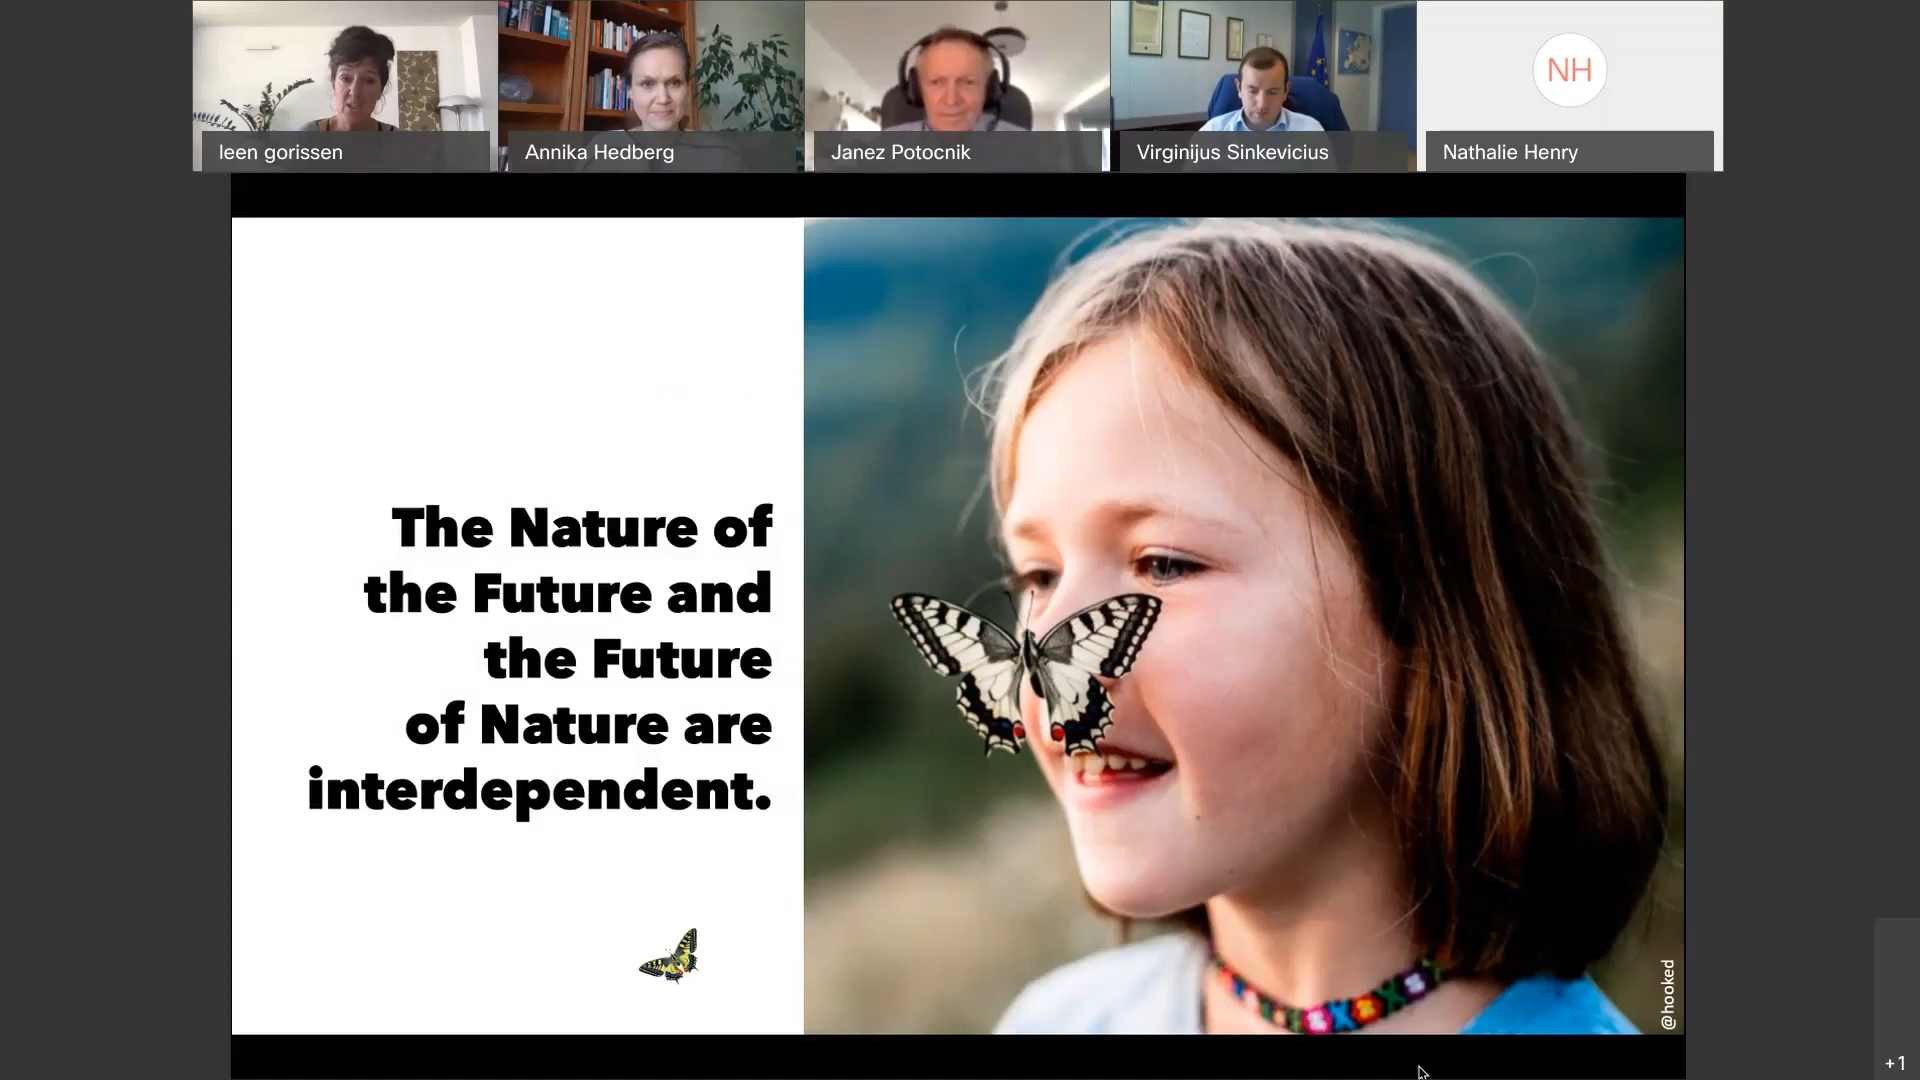 leen gorissen
Annika Hedberg
Janez Potocnik
Virginijus Sinkevicius
NH
Nathalie Henry
The Nature of
the Future and
the Future
of Nature are
interdependent.
@hooked
+1